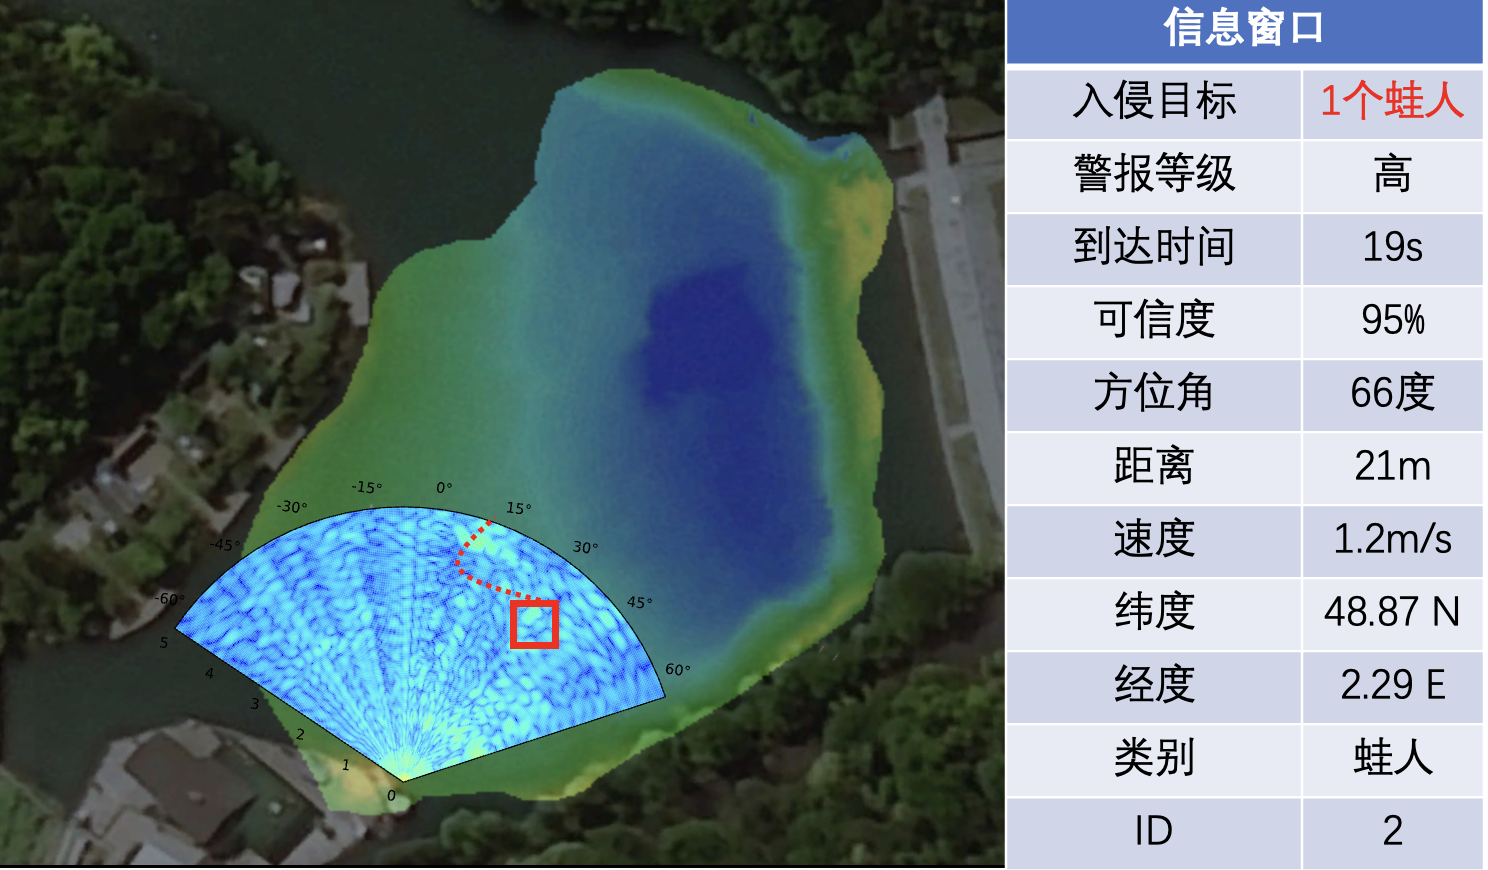 -15°
0°
-30°
15°
-45°
30°
-60°
45°
5
60°
4
3
2
1
0
信息窗口
入侵目标 1个蛙人
警报等级 高
到达时间 19s
可信度 95%
方位角 66度
距离 21m
速度 1.2m/s
纬度 48.87 N
经度 2.29 E
类别 蛙人
ID 2